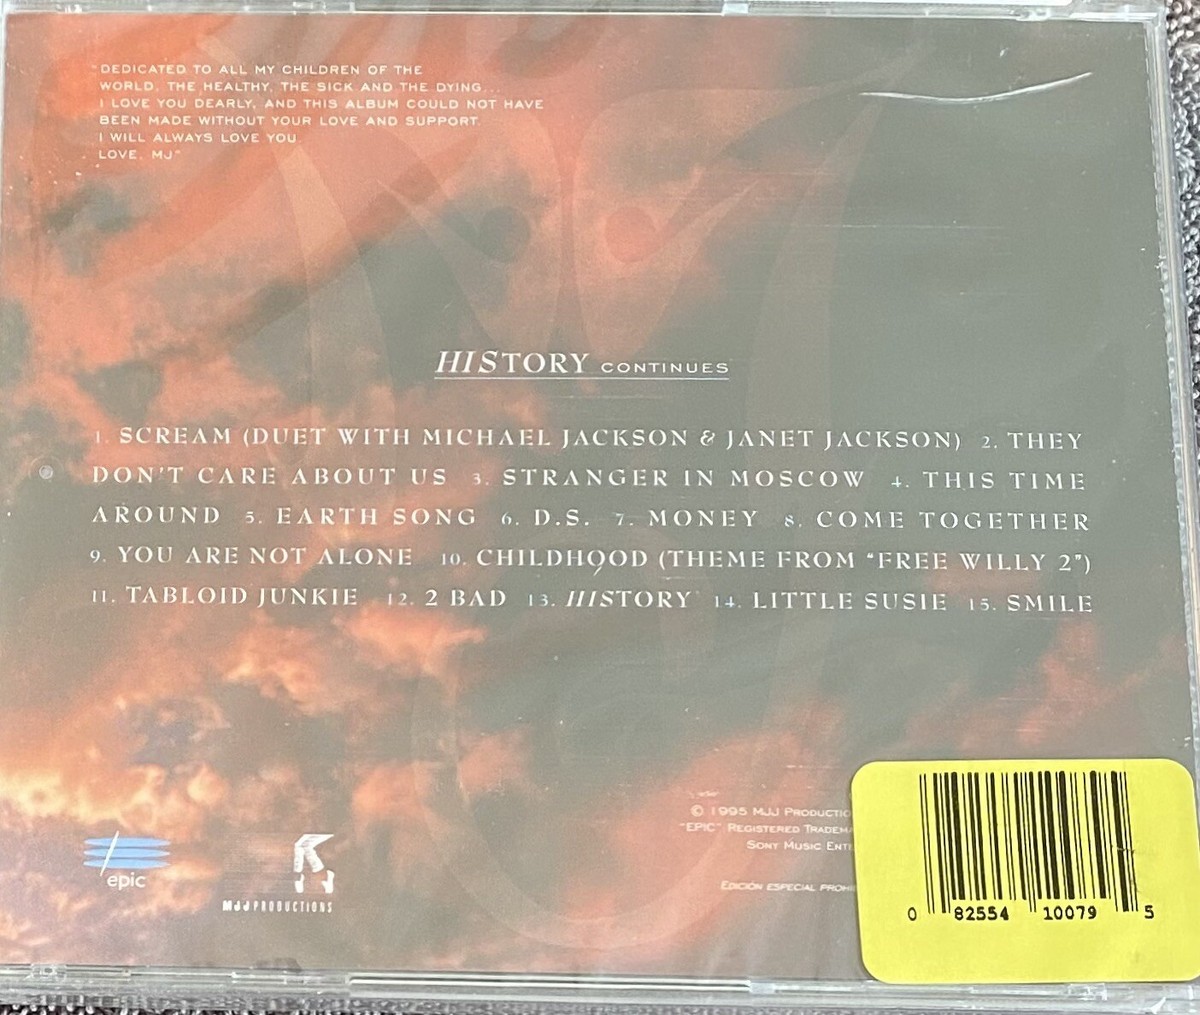 "DEDICATED TO ALL MY CHILDREN OF THE
WORLD, THE HEALTHY, THE SICK AND THE DYING...
I LOVE YOU DEARLY, AND THIS ALBUM COULD NOT HAVE
BEEN MADE WITHOUT YOUR LOVE AND SUPPORT.
I WILL ALWAYS LOVE YOU.
LOVE, MJ"
HISTORY CONTINUES
1. SCREAM (DUET WITH MICHAEL JACKSON & JANET JACKSON) 2. THEY
DON'T CARE ABOUT US 3. STRANGER IN MOSCOW 4. THIS TIME
AROUND 5. EARTH SONG 6. D.S. 7. MONEY 8. COME TOGETHER
9. YOU ARE NOT ALONE 10. CHILDHOOD (THEME FROM "FREE WILLY 2")
11. TABLOID JUNKIE 12. 2 BAD 13. HISTORY 14. LITTLE SUSIE 15. SMILE
© 1995 MJJ PRODUCTIO
"EPIC" REGISTERED TRADEMA
SONY MUSIC ENTE
EDICIÓN ESPECIAL PROHI
epic
MJJ PRODUCTIONS
0 82554 10079 5